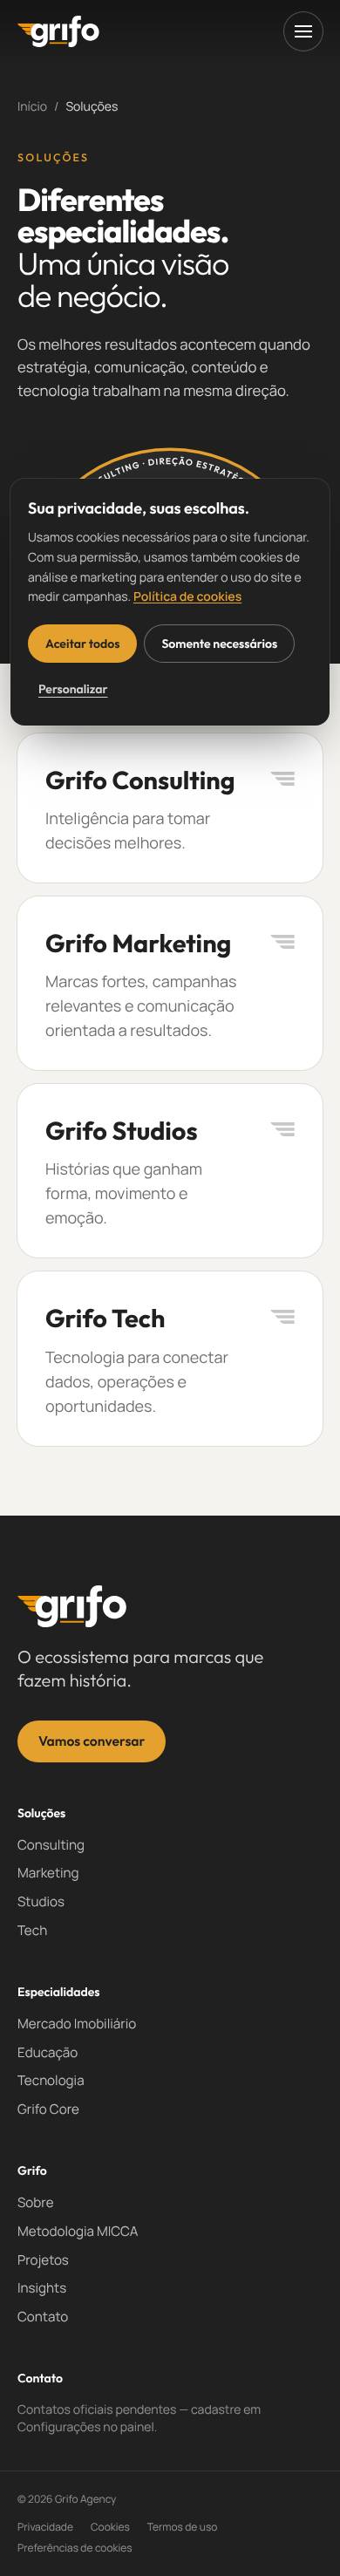 grifo
Início / Soluções
SOLUÇÕES
Diferentes
especialidades.
Uma única visão
de negócio.
Os melhores resultados acontecem quando
estratégia, comunicação, conteúdo e
tecnologia trabalham na mesma direção.
· DIREÇÃO
Sua privacidade, suas escolhas.
Usamos cookies necessários para o site funcionar.
Com sua permissão, usamos também cookies de
análise e marketing para entender o uso do site e
medir campanhas. Política de cookies
Aceitar todos
Somente necessários
Personalizar
Grifo Consulting
Inteligência para tomar
decisões melhores.
Grifo Marketing
Marcas fortes, campanhas
relevantes e comunicação
orientada a resultados.
Grifo Studios
Histórias que ganham
forma, movimento e
emoção.
Grifo Tech
Tecnologia para conectar
dados, operações e
oportunidades.
grifo
O ecossistema para marcas que
fazem história.
Vamos conversar
Soluções
Consulting
Marketing
Studios
Tech
Especialidades
Mercado Imobiliário
Educação
Tecnologia
Grifo Core
Grifo
Sobre
Metodologia MICCA
Projetos
Insights
Contato
Contato
Contatos oficiais pendentes — cadastre em
Configurações no painel.
© 2026 Grifo Agency
Privacidade Cookies Termos de uso
Preferências de cookies